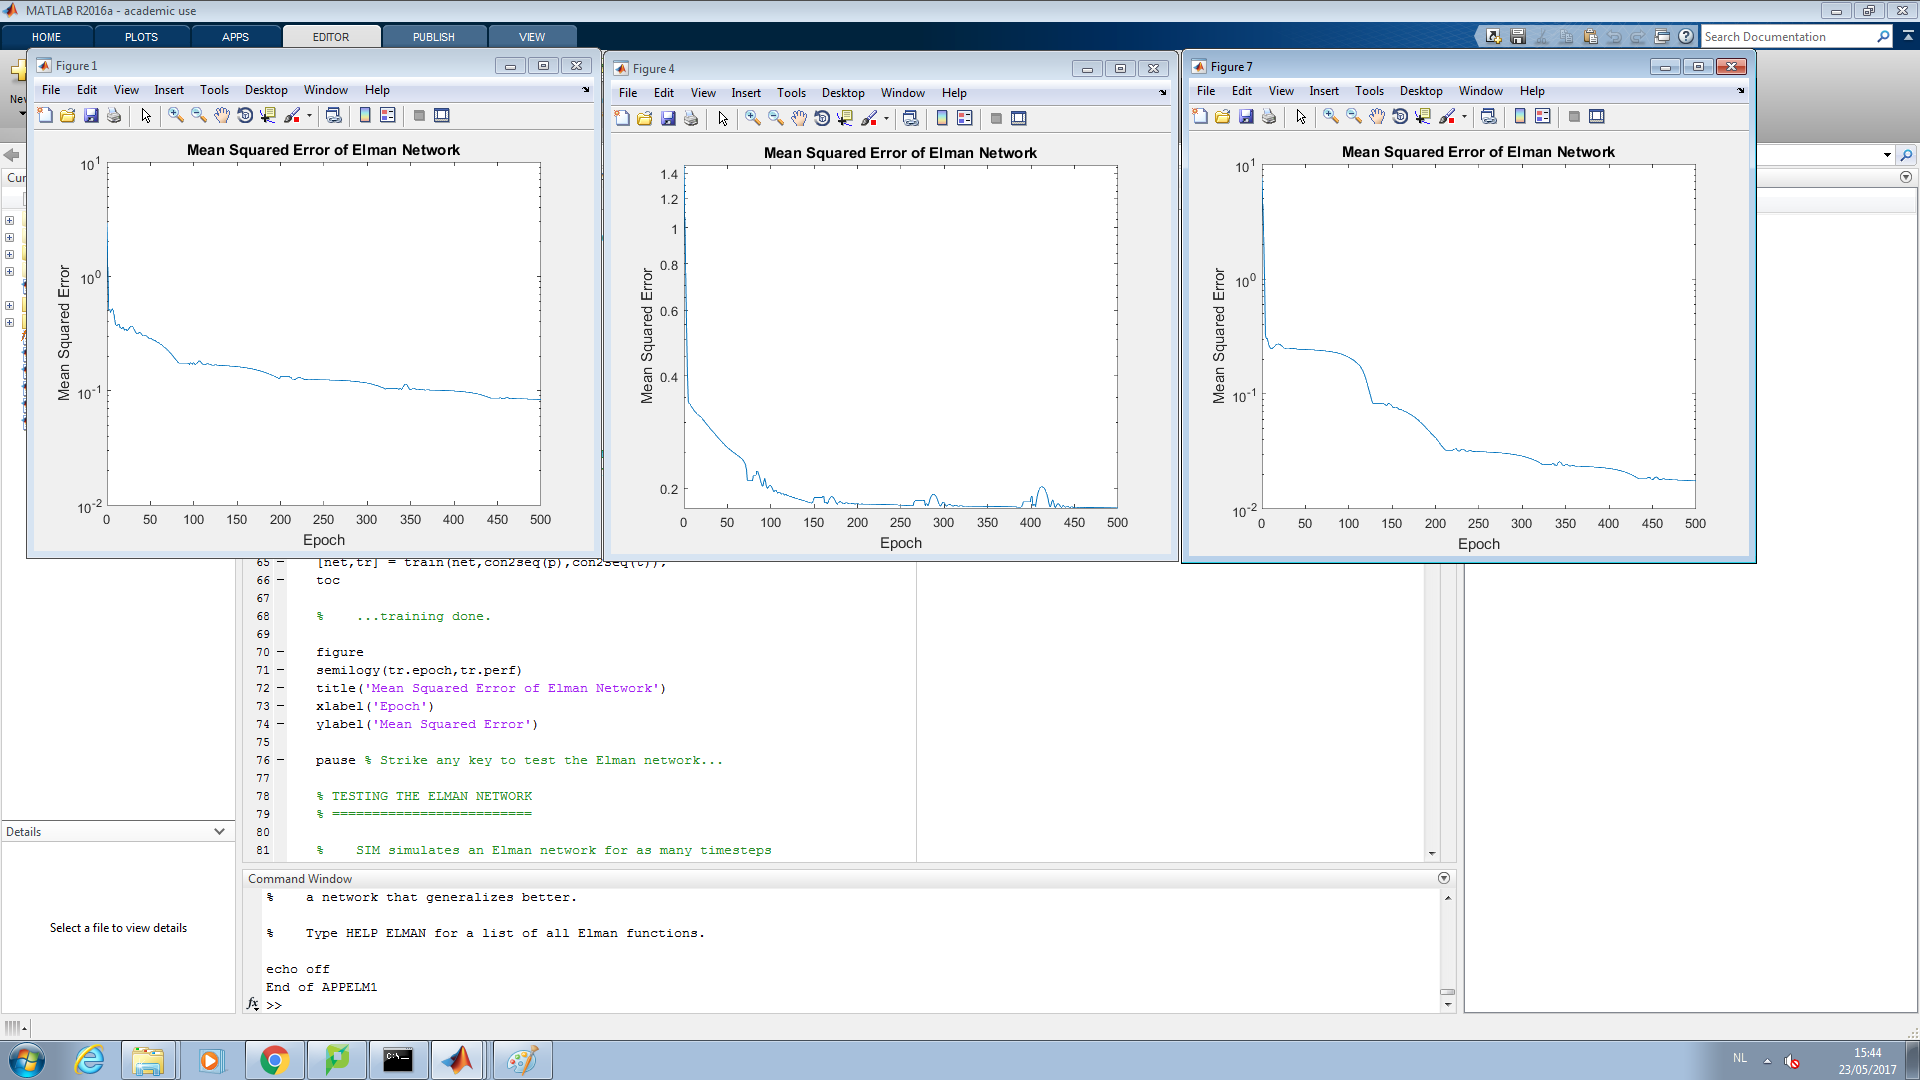 MATLAB R2016a - academic use
HOME PLOTS APPS EDITOR PUBLISH VIEW
Search Documentation
Figure 1
File Edit View Insert Tools Desktop Window Help
Mean Squared Error of Elman Network
Mean Squared Error
10^1
10^0
10^-1
10^-2
0 50 100 150 200 250 300 350 400 450 500
Epoch
Figure 4
File Edit View Insert Tools Desktop Window Help
Mean Squared Error of Elman Network
Mean Squared Error
1.4
1.2
1
0.8
0.6
0.4
0.2
0 50 100 150 200 250 300 350 400 450 500
Epoch
Figure 7
File Edit View Insert Tools Desktop Window Help
Mean Squared Error of Elman Network
Mean Squared Error
10^1
10^0
10^-1
10^-2
0 50 100 150 200 250 300 350 400 450 500
Epoch
65 [net,tr] = train(net,con2seq(p),con2seq(t));
66 toc
67
68 % ...training done.
69
70 figure
71 semilogy(tr.epoch,tr.perf)
72 title('Mean Squared Error of Elman Network')
73 xlabel('Epoch')
74 ylabel('Mean Squared Error')
75
76 pause % Strike any key to test the Elman network...
77
78 % TESTING THE ELMAN NETWORK
79 % =========================
80
81 % SIM simulates an Elman network for as many timesteps
Details
Select a file to view details
Command Window
% a network that generalizes better.
% Type HELP ELMAN for a list of all Elman functions.
echo off
End of APPELM1
fx >>
NL
15:44
23/05/2017